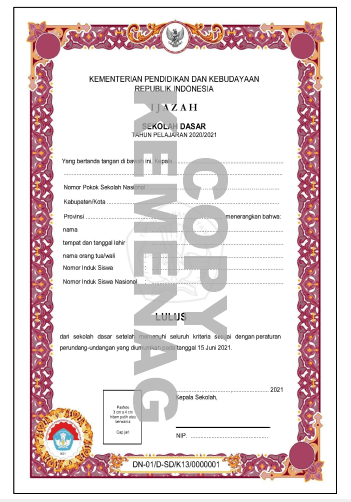 KEMENTERIAN PENDIDIKAN DAN KEBUDAYAAN
REPUBLIK INDONESIA
IJAZAH
SEKOLAH DASAR
TAHUN PELAJARAN 2020/2021
Yang bertanda tangan di bawah ini, Kepala
Nomor Pokok Sekolah Nasional
Kabupaten/Kota
Provinsi menerangkan bahwa:
nama
tempat dan tanggal lahir
nama orang tua/wali
Nomor Induk Siswa
Nomor Induk Siswa Nasional
LULUS
dari sekolah dasar setelah memenuhi seluruh kriteria sesuai dengan peraturan
perundang-undangan yang diumumkan pada tanggal 15 Juni 2021.
2021
Kepala Sekolah,
Pasfoto
3 cm x 4 cm
hitam putih atau
berwarna
Cap jari
NIP.
DN-01/D-SD/K13/0000001
COPY
KEMENAG